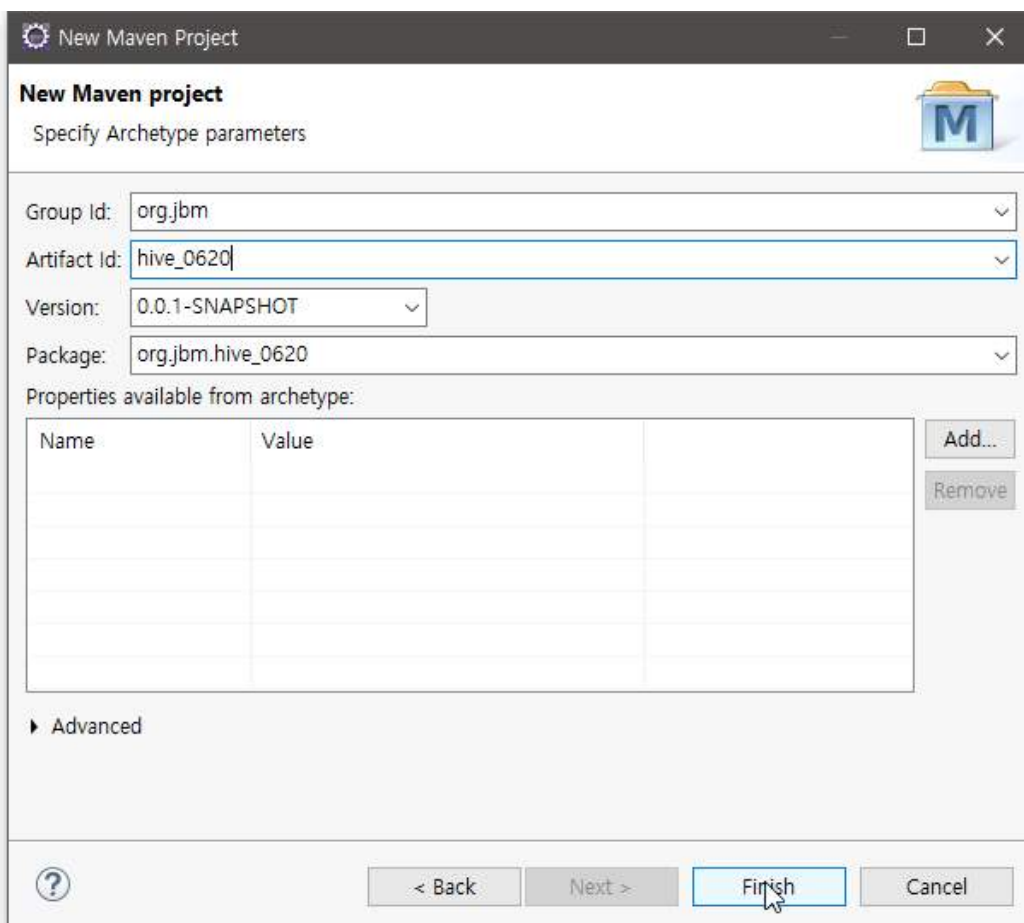 New Maven Project
New Maven project
Specify Archetype parameters
M
Group Id: org.jbm
Artifact Id: hive_0620
Version: 0.0.1-SNAPSHOT
Package: org.jbm.hive_0620
Properties available from archetype:
Name Value
Add...
Remove
Advanced
? < Back Next > Finish Cancel